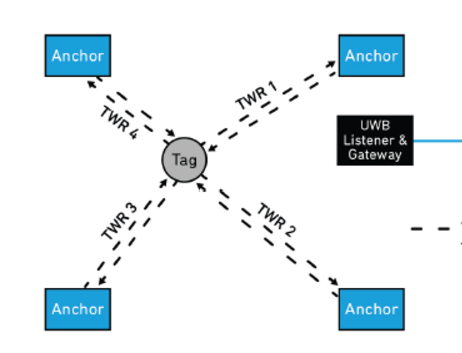 Anchor
Anchor
TWR 1
TWR 4
UWB
Listener &
Gateway
Tag
TWR 3
TWR 2
Anchor
Anchor